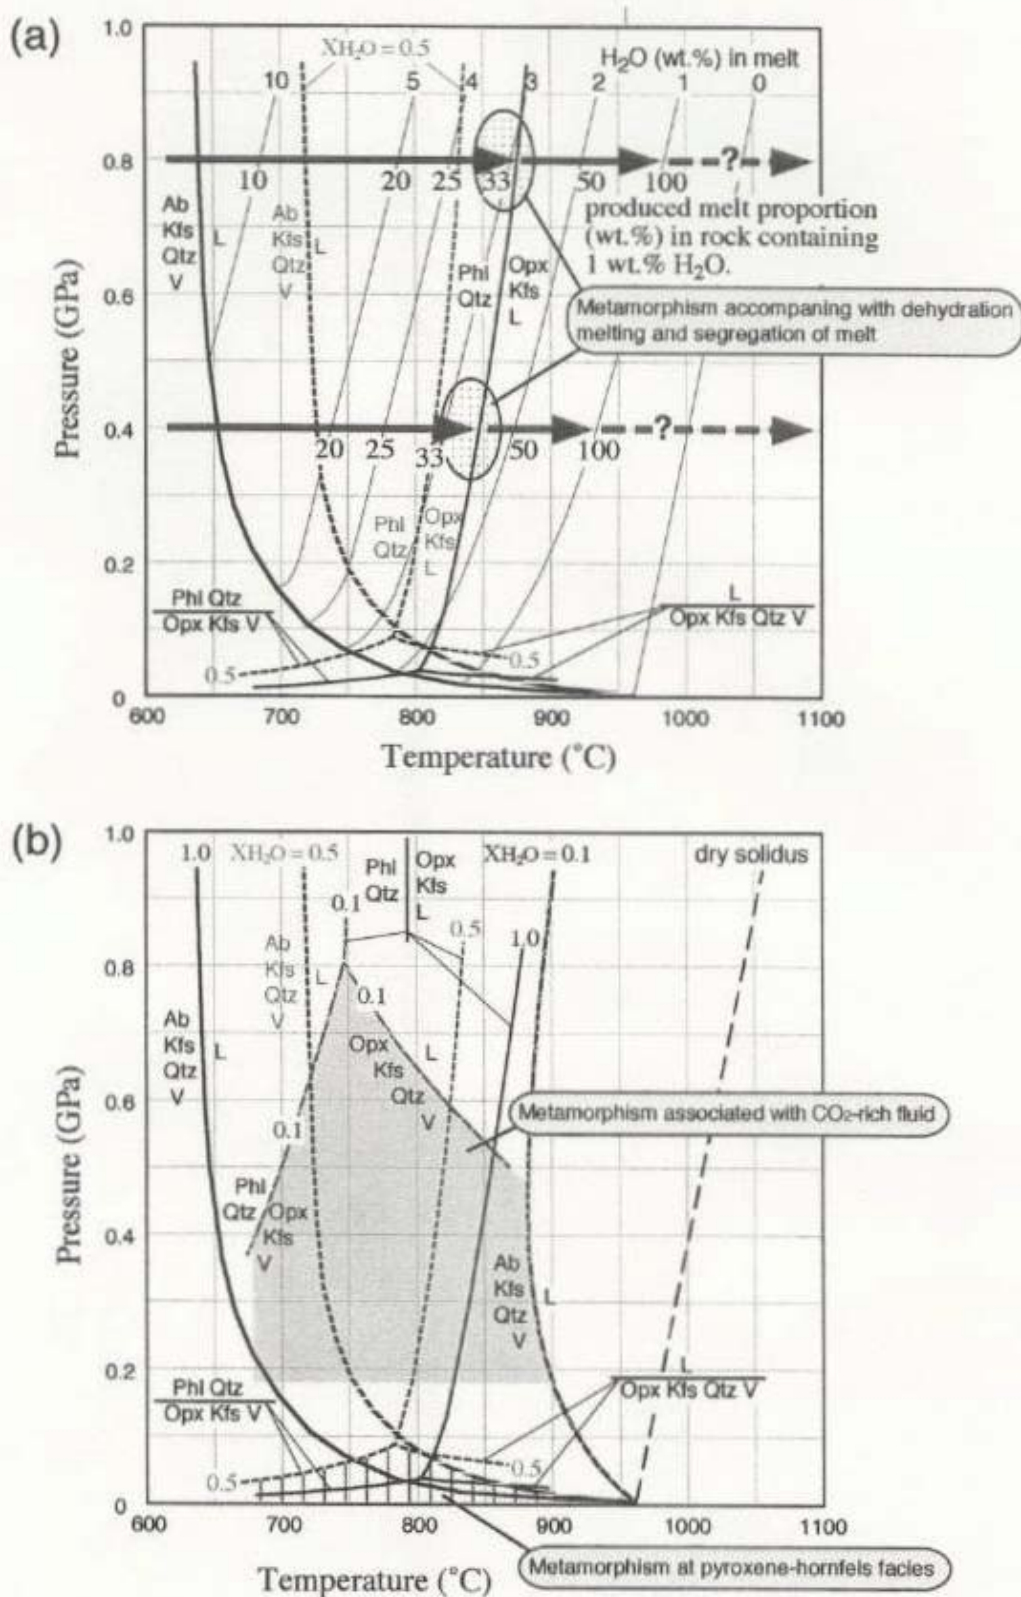 (a)
1.0
XH2O = 0.5
H2O (wt.%) in melt
10
5
4
3
2
1
0
0.8
?
10
20
25
33
50
100
produced melt proportion
(wt.%) in rock containing
1 wt.% H2O.
Ab
Kfs
Qtz
V
L
Ab
Kfs
Qtz
V
L
Phl
Qtz
Opx
Kfs
L
0.6
Metamorphism accompaning with dehydration
melting and segregation of melt
Pressure (GPa)
0.4
?
20
25
33
50
100
Phl
Qtz
Opx
Kfs
L
0.2
Phl Qtz
Opx Kfs V
L
Opx Kfs Qtz V
0.5
0.5
0
600
700
800
900
1000
1100
Temperature (°C)
(b)
1.0
1.0
XH2O = 0.5
Phl
Qtz
Opx
Kfs
L
XH2O = 0.1
dry solidus
0.1
0.5
1.0
Ab
Kfs
Qtz
V
L
0.8
0.1
Ab
Kfs
Qtz
V
L
Opx
Kfs
Qtz
V
L
0.6
Metamorphism associated with CO2-rich fluid
0.1
Pressure (GPa)
Phl
Qtz
Opx
Kfs
V
0.4
Ab
Kfs
Qtz
V
L
0.2
Phl Qtz
Opx Kfs V
L
Opx Kfs Qtz V
0.5
0.5
0
600
700
800
900
1000
1100
Metamorphism at pyroxene-hornfels facies
Temperature (°C)